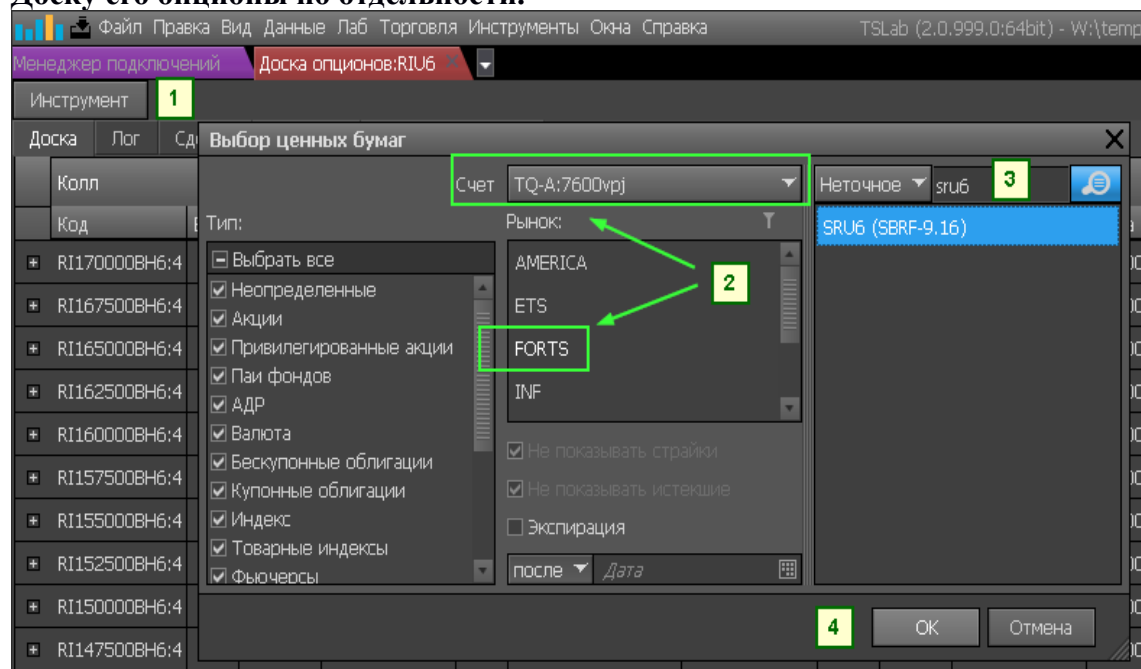 Доску его опционы по отдельности.
Файл Правка Вид Данные Лаб Торговля Инструменты Окна Справка TSLab (2.0.999.0:64bit) - W:\temp
Менеджер подключений Доска опционов:RIU6
Инструмент 1
Доска Лог Сд Выбор ценных бумаг
Колл Счет TQ-A:7600vpj Неточное sru6 3
Код Тип: Рынок: SRU6 (SBRF-9.16)
RI170000BH6:4 Выбрать все AMERICA
Неопределенные 2
RI167500BH6:4 Акции ETS
RI165000BH6:4 Привилегированные акции FORTS
Паи фондов
RI162500BH6:4 АДР INF
RI160000BH6:4 Валюта Не показывать страйки
Бескупонные облигации
RI157500BH6:4 Купонные облигации Не показывать истекшие
RI155000BH6:4 Индекс Экспирация
Товарные индексы
RI152500BH6:4 Фьючерсы после Дата
RI150000BH6:4 4 OK Отмена
RI147500BH6:4